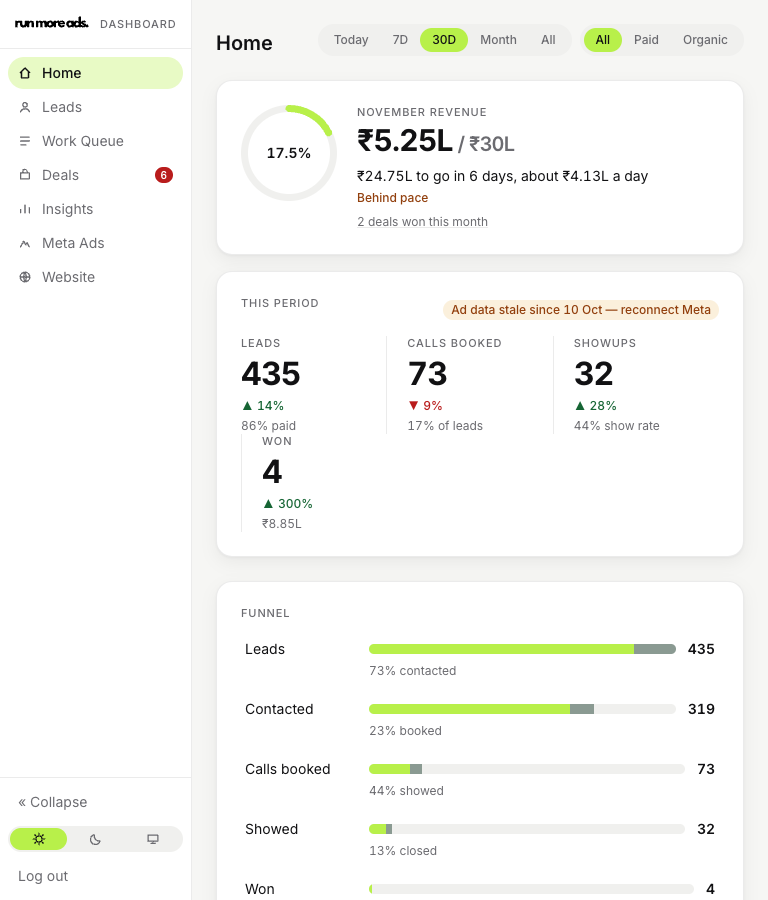 run more ads. DASHBOARD
Home
Leads
Work Queue
Deals 6
Insights
Meta Ads
Website
« Collapse
Log out
Home
Today 7D 30D Month All
All Paid Organic
17.5%
NOVEMBER REVENUE
₹5.25L / ₹30L
₹24.75L to go in 6 days, about ₹4.13L a day
Behind pace
2 deals won this month
THIS PERIOD
Ad data stale since 10 Oct — reconnect Meta
LEADS
435
▲ 14%
86% paid
CALLS BOOKED
73
▼ 9%
17% of leads
SHOWUPS
32
▲ 28%
44% show rate
WON
4
▲ 300%
₹8.85L
FUNNEL
Leads 435
73% contacted
Contacted 319
23% booked
Calls booked 73
44% showed
Showed 32
13% closed
Won 4